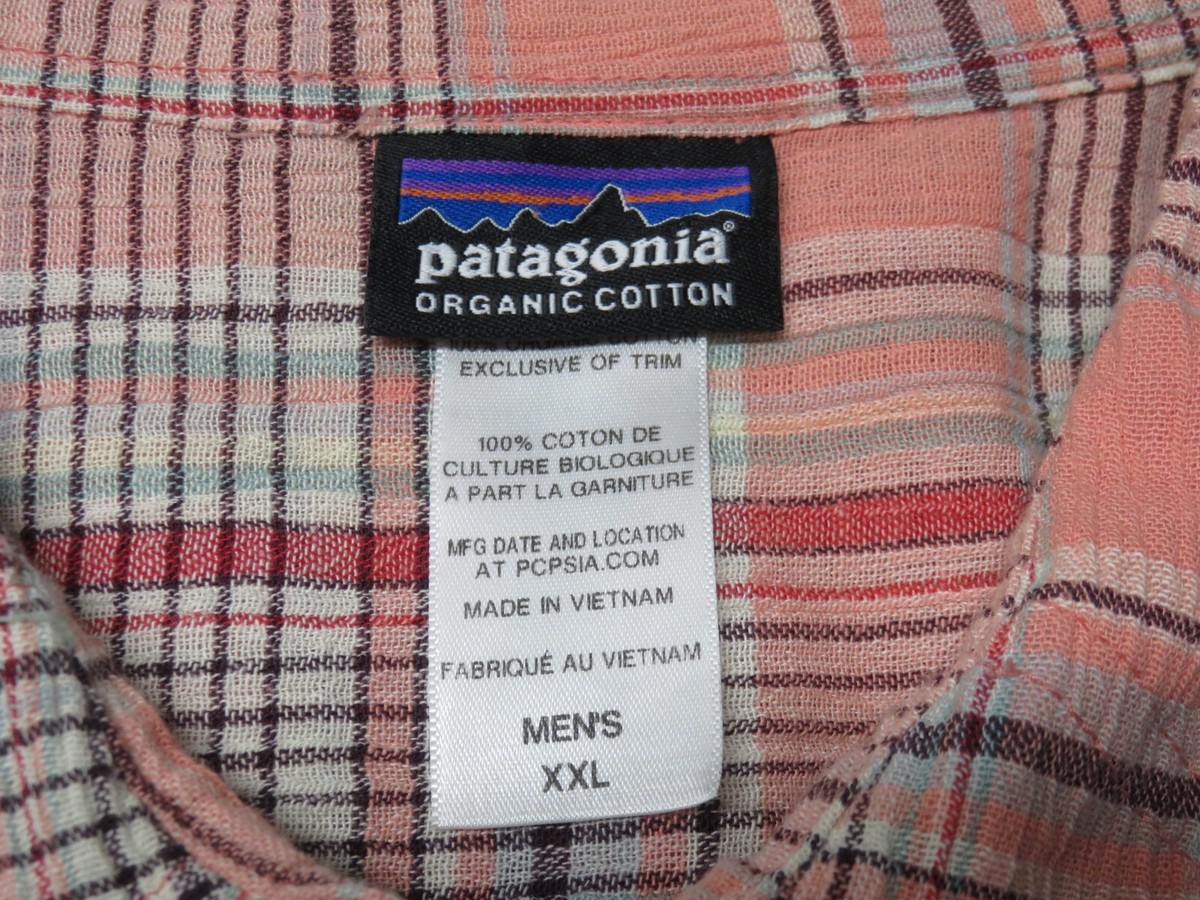 patagonia®
ORGANIC COTTON
EXCLUSIVE OF TRIM
100% COTON DE
CULTURE BIOLOGIQUE
A PART LA GARNITURE
MFG DATE AND LOCATION
AT PCPSIA.COM
MADE IN VIETNAM
FABRIQUÉ AU VIETNAM
MEN'S
XXL